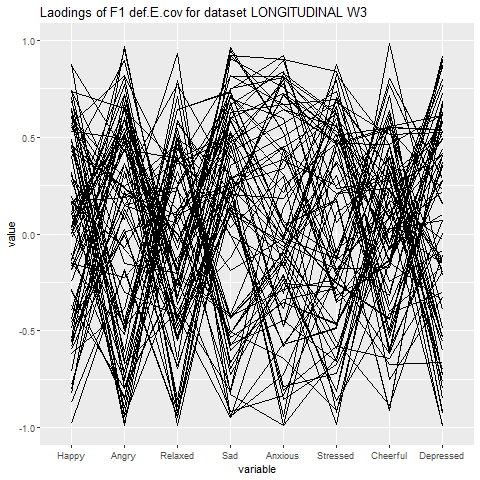 Laodings of F1 def.E.cov for dataset LONGITUDINAL W3
1.0
0.5
0.0
-0.5
-1.0
value
Happy Angry Relaxed Sad Anxious Stressed Cheerful Depressed
variable